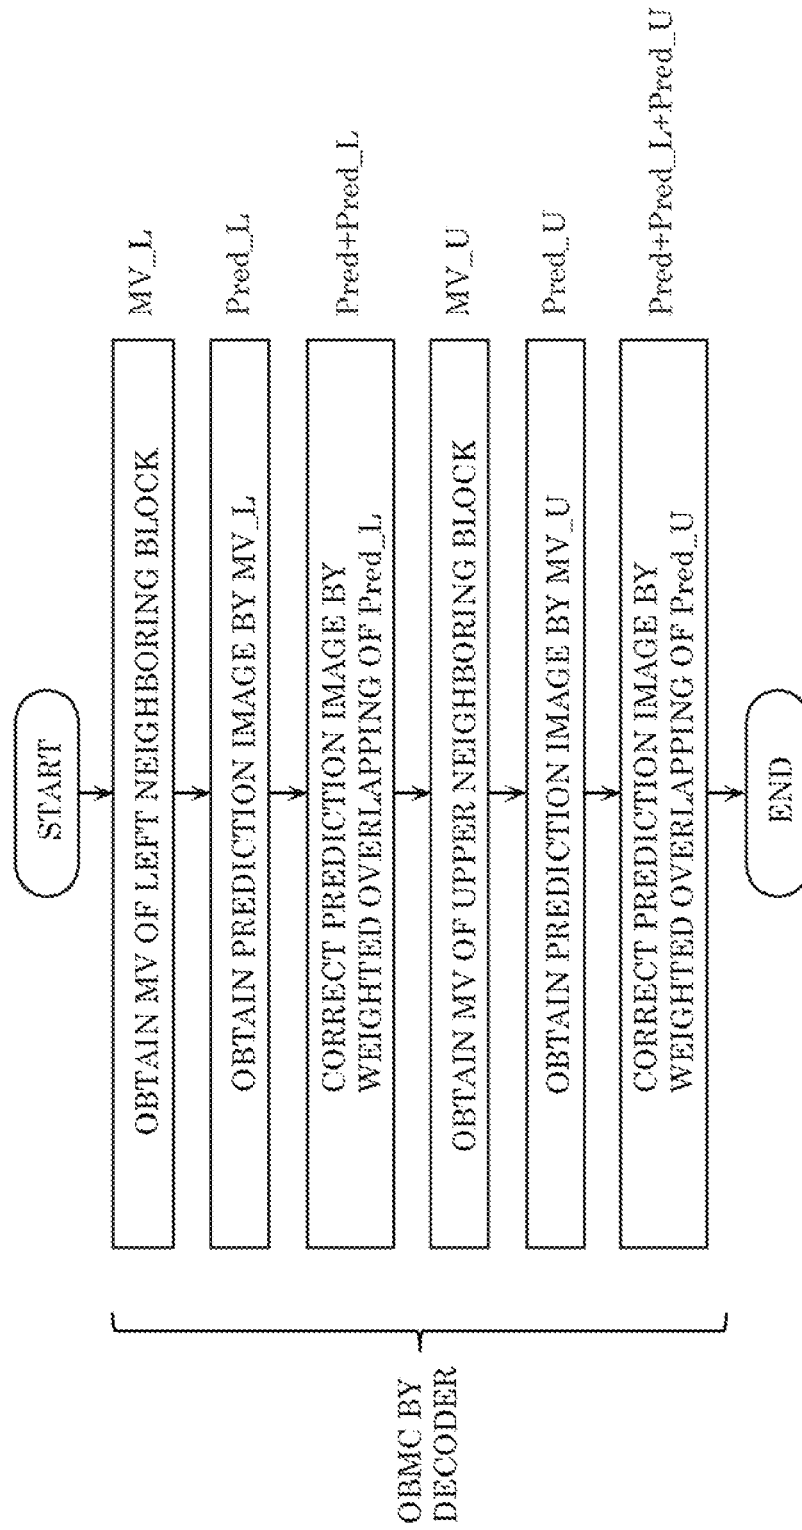 START
OBTAIN MV OF LEFT NEIGHBORING BLOCK
MV_L
OBTAIN PREDICTION IMAGE BY MV_L
Pred_L
CORRECT PREDICTION IMAGE BY
WEIGHTED OVERLAPPING OF Pred_L
Pred+Pred_L
OBTAIN MV OF UPPER NEIGHBORING BLOCK
MV_U
OBTAIN PREDICTION IMAGE BY MV_U
Pred_U
CORRECT PREDICTION IMAGE BY
WEIGHTED OVERLAPPING OF Pred_U
Pred+Pred_L+Pred_U
END
OBMC BY
DECODER